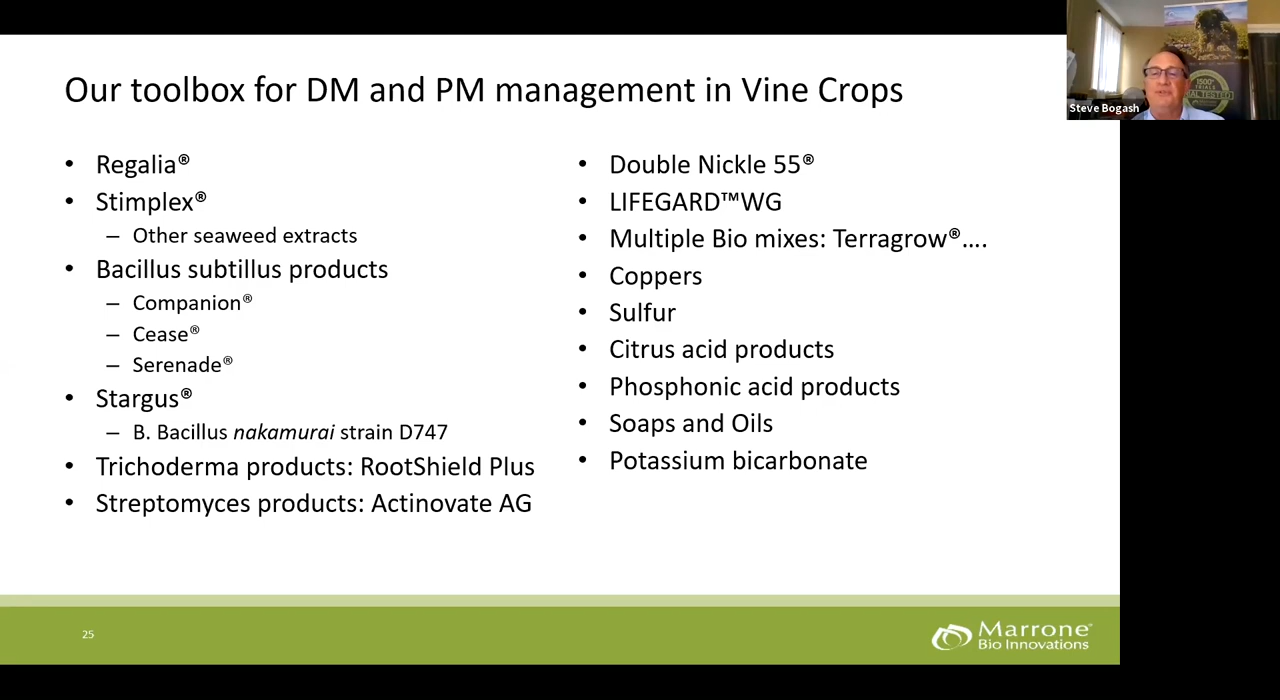 Our toolbox for DM and PM management in Vine Crops
• Regalia®
• Stimplex®
– Other seaweed extracts
• Bacillus subtillus products
– Companion®
– Cease®
– Serenade®
• Stargus®
– B. Bacillus nakamurai strain D747
• Trichoderma products: RootShield Plus
• Streptomyces products: Actinovate AG
• Double Nickle 55®
• LIFEGARD™WG
• Multiple Bio mixes: Terragrow®….
• Coppers
• Sulfur
• Citrus acid products
• Phosphonic acid products
• Soaps and Oils
• Potassium bicarbonate
25
Marrone®
Bio Innovations
Steve Bogash
1500+
TRIALS